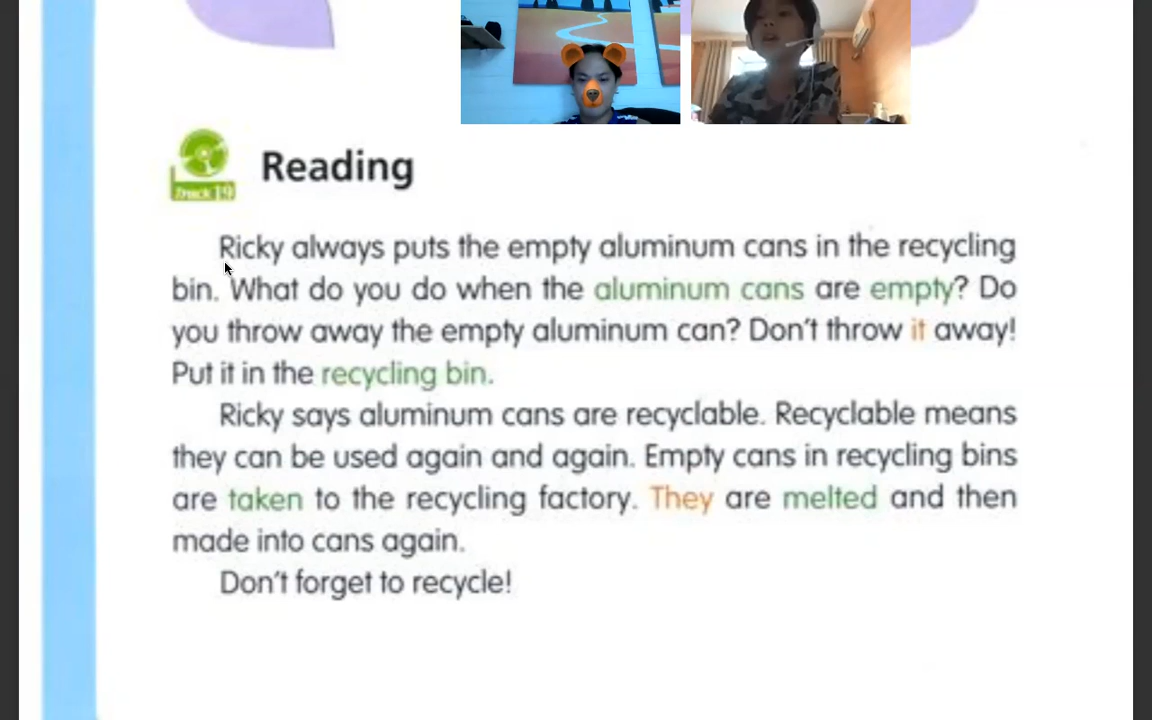 Track 19
Reading
Ricky always puts the empty aluminum cans in the recycling
bin. What do you do when the aluminum cans are empty? Do
you throw away the empty aluminum can? Don't throw it away!
Put it in the recycling bin.
Ricky says aluminum cans are recyclable. Recyclable means
they can be used again and again. Empty cans in recycling bins
are taken to the recycling factory. They are melted and then
made into cans again.
Don't forget to recycle!